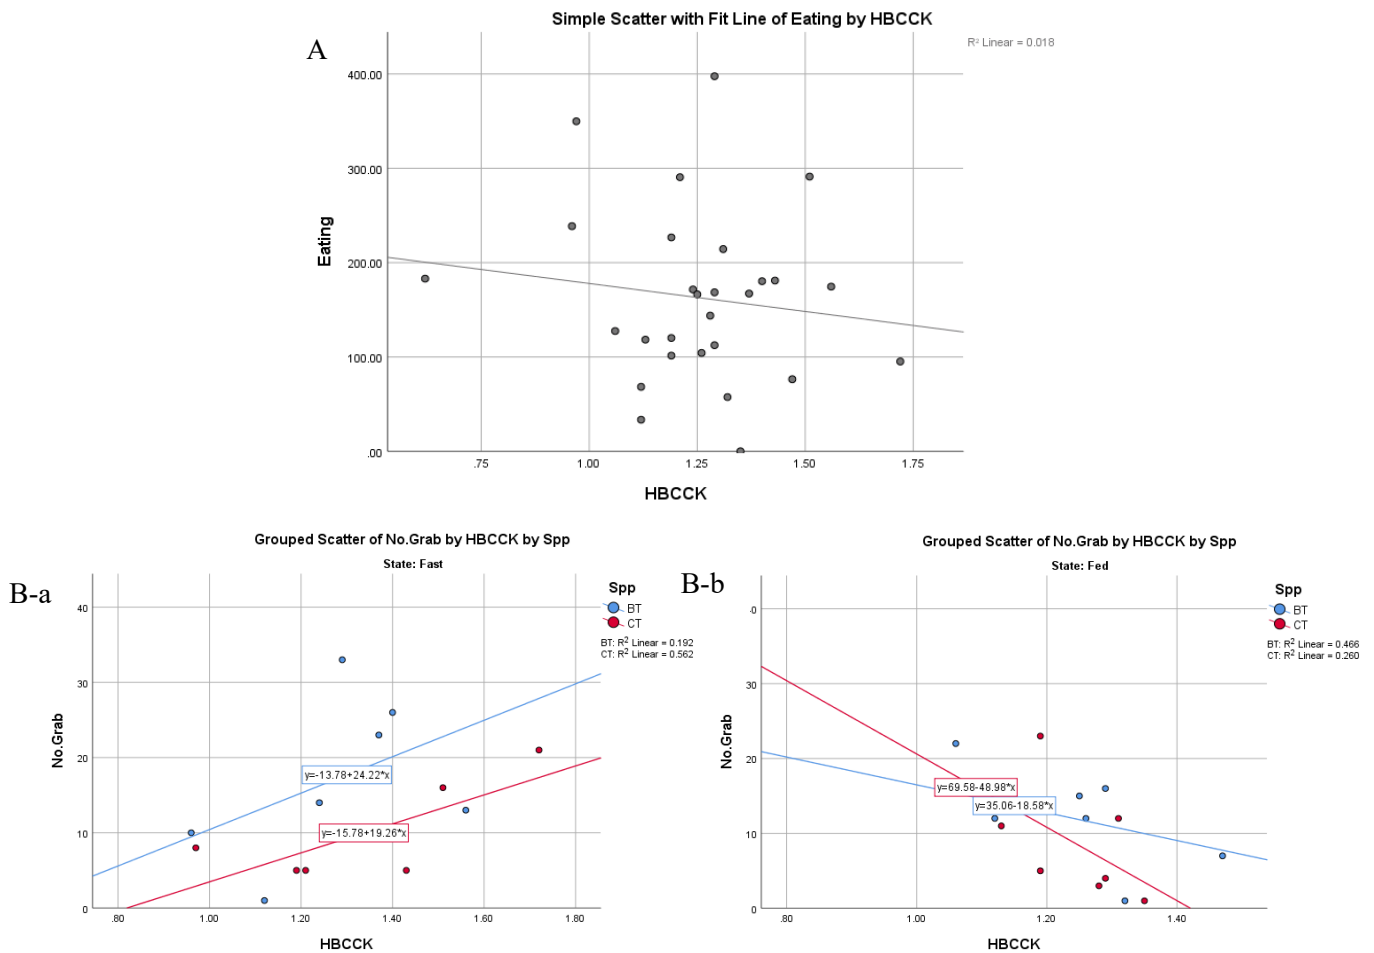 Simple Scatter with Fit Line of Eating by HBCCK
A
R² Linear = 0.018
400.00
300.00
200.00
100.00
.00
Eating
.75 1.00 1.25 1.50 1.75
HBCCK
Grouped Scatter of No.Grab by HBCCK by Spp
State: Fast
B-a
Spp
BT
CT
BT: R² Linear = 0.192
CT: R² Linear = 0.562
40
30
20
10
0
No.Grab
y=-13.78+24.22*x
y=-15.78+19.26*x
.80 1.00 1.20 1.40 1.60 1.80
HBCCK
Grouped Scatter of No.Grab by HBCCK by Spp
State: Fed
B-b
Spp
BT
CT
BT: R² Linear = 0.466
CT: R² Linear = 0.260
.0
30
20
10
0
No.Grab
y=69.58-48.98*x
y=35.06-18.58*x
.80 1.00 1.20 1.40
HBCCK